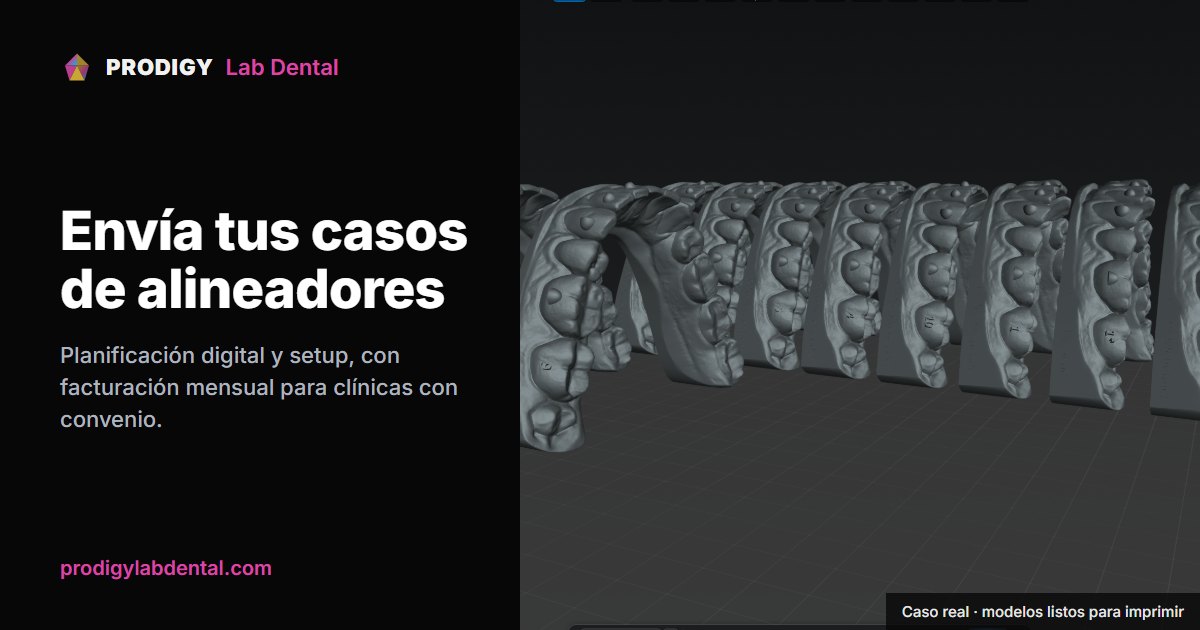 PRODIGY Lab Dental
Envía tus casos
de alineadores
Planificación digital y setup, con
facturación mensual para clínicas con
convenio.
prodigylabdental.com
Caso real · modelos listos para imprimir